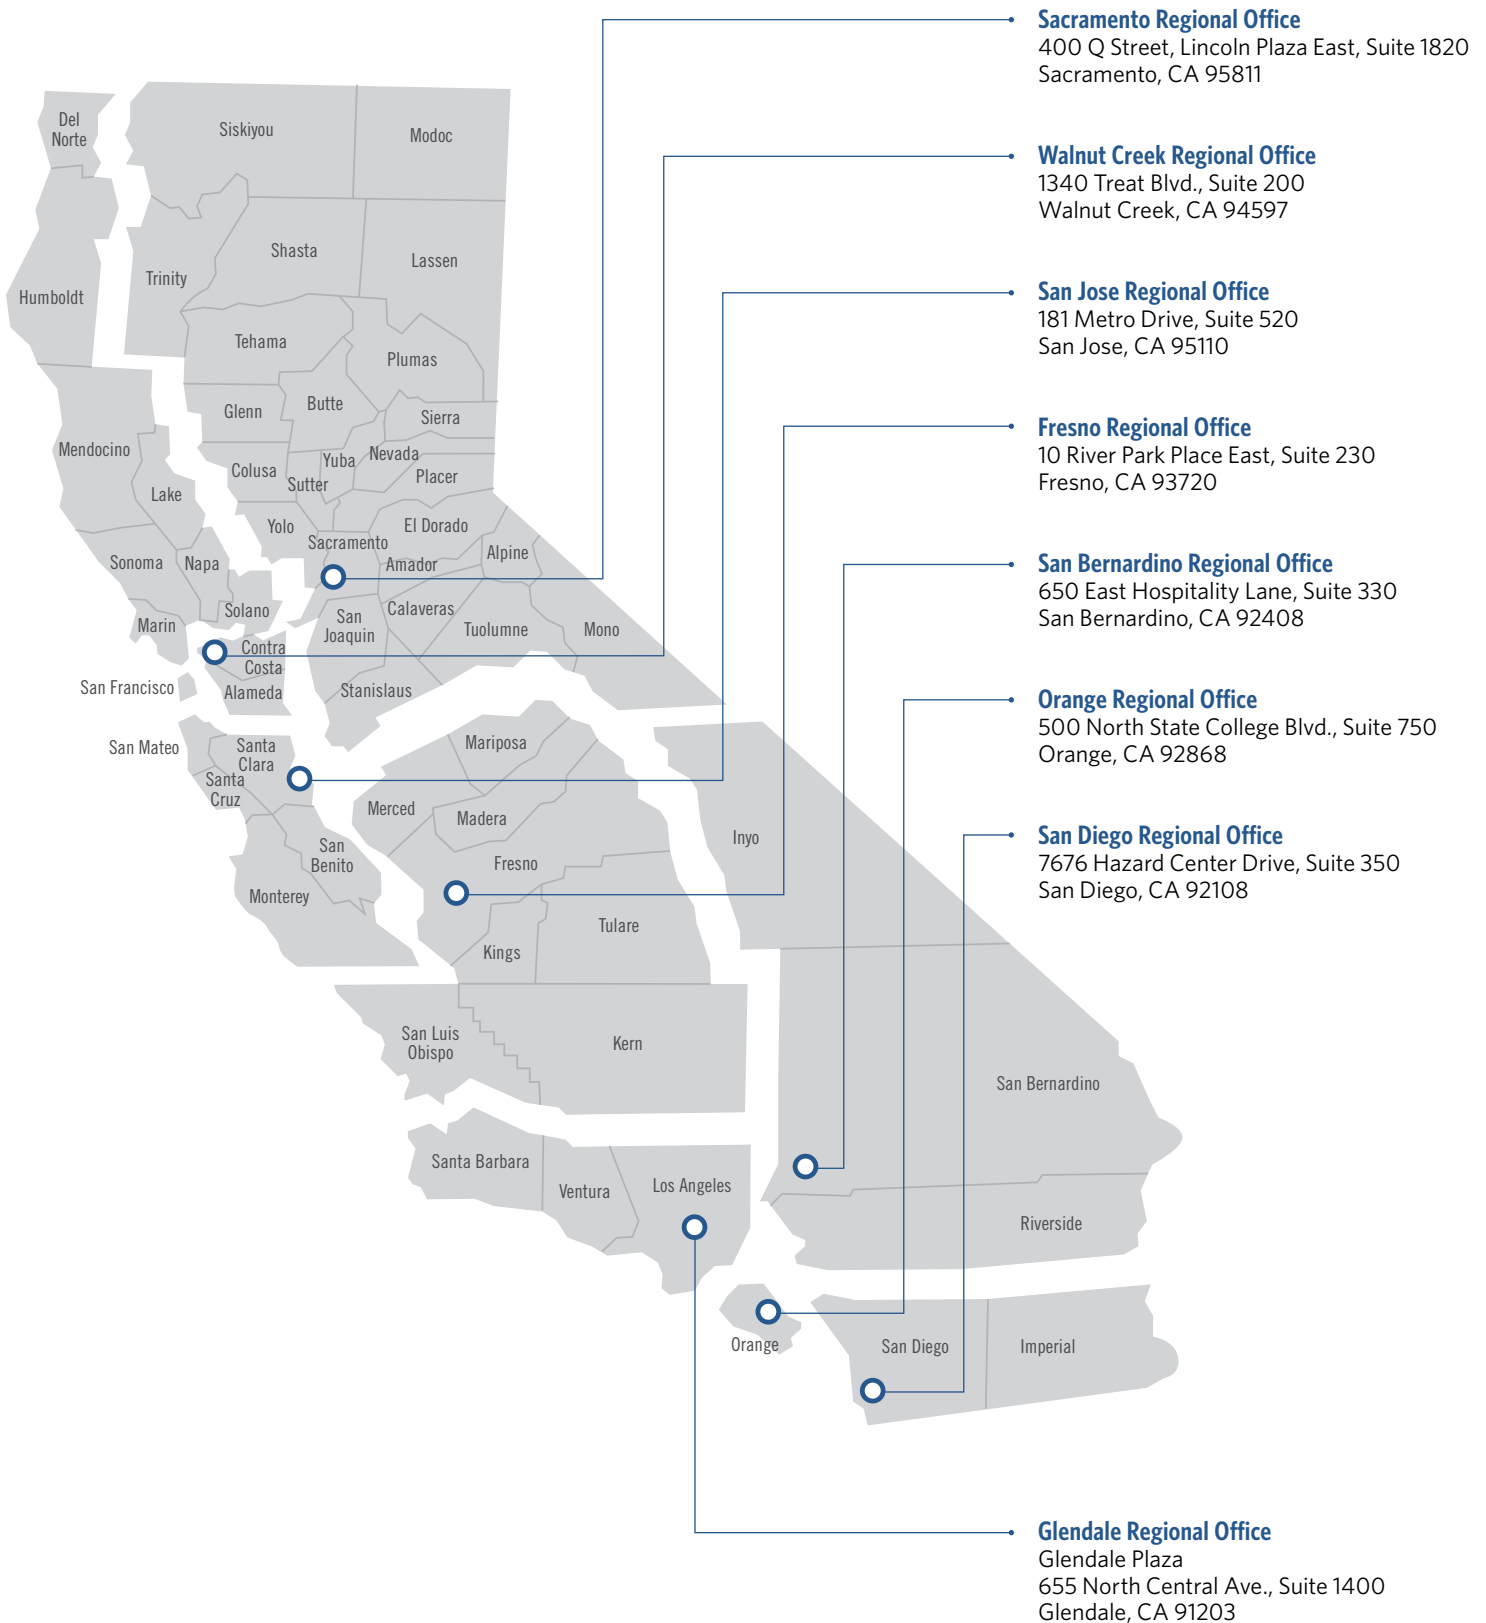 Sacramento Regional Office
400 Q Street, Lincoln Plaza East, Suite 1820
Sacramento, CA 95811
Walnut Creek Regional Office
1340 Treat Blvd., Suite 200
Walnut Creek, CA 94597
San Jose Regional Office
181 Metro Drive, Suite 520
San Jose, CA 95110
Fresno Regional Office
10 River Park Place East, Suite 230
Fresno, CA 93720
San Bernardino Regional Office
650 East Hospitality Lane, Suite 330
San Bernardino, CA 92408
Orange Regional Office
500 North State College Blvd., Suite 750
Orange, CA 92868
San Diego Regional Office
7676 Hazard Center Drive, Suite 350
San Diego, CA 92108
Glendale Regional Office
Glendale Plaza
655 North Central Ave., Suite 1400
Glendale, CA 91203
Del
Norte
Siskiyou
Modoc
Humboldt
Trinity
Shasta
Lassen
Tehama
Plumas
Glenn
Butte
Sierra
Mendocino
Colusa
Sutter
Yuba
Nevada
Placer
Lake
Yolo
Sacramento
El Dorado
Sonoma
Napa
Amador
Alpine
Marin
Solano
San
Joaquin
Calaveras
Tuolumne
Mono
Contra
Costa
San Francisco
Alameda
Stanislaus
San Mateo
Santa
Clara
Santa
Cruz
Mariposa
Merced
Madera
Inyo
San
Benito
Fresno
Monterey
Tulare
Kings
San Luis
Obispo
Kern
San Bernardino
Santa Barbara
Ventura
Los Angeles
Riverside
Orange
San Diego
Imperial